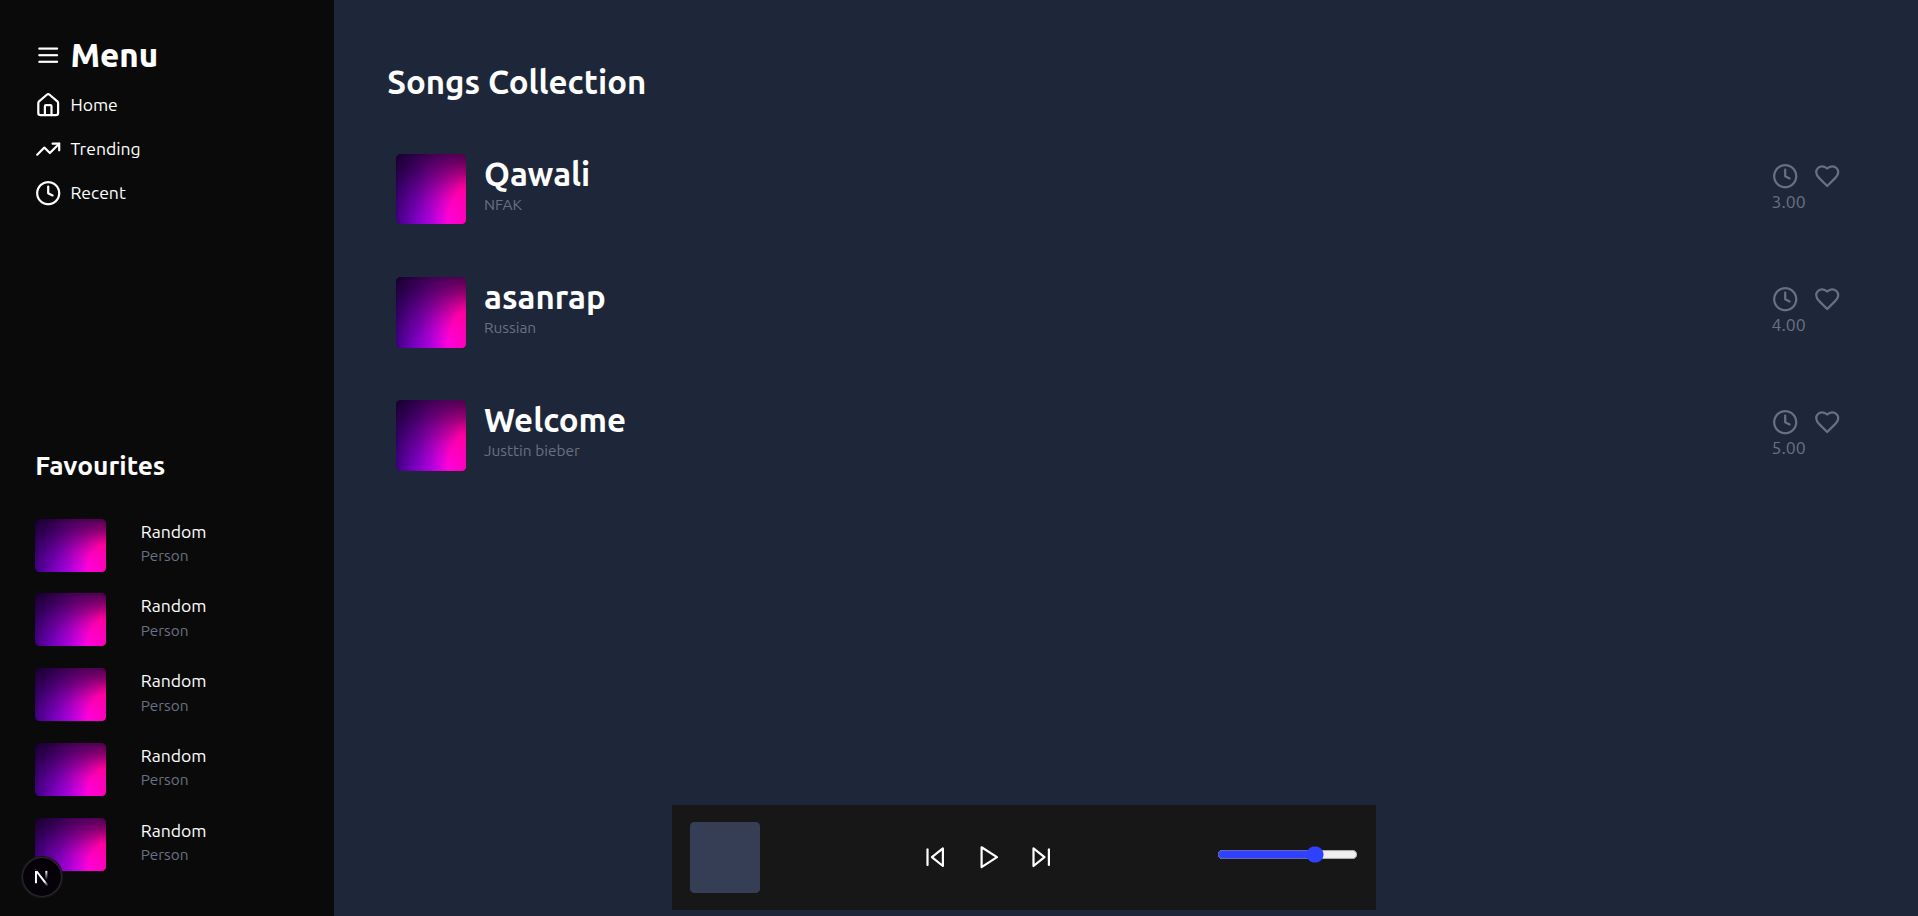 Menu
Home
Trending
Recent
Favourites
Random
Person
Random
Person
Random
Person
Random
Person
Random
Person
N
Songs Collection
Qawali
NFAK
3.00
asanrap
Russian
4.00
Welcome
Justtin bieber
5.00